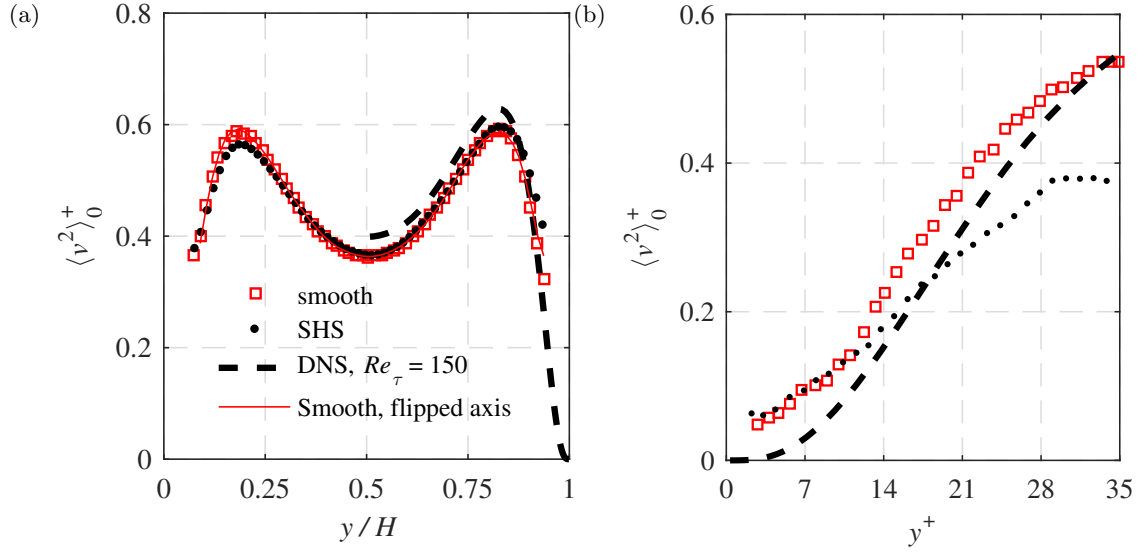 (a)
0.8
0.6
0.4
0.2
0
⟨v²⟩₀⁺
smooth
SHS
DNS, Re_τ = 150
Smooth, flipped axis
0 0.25 0.5 0.75 1
y / H
(b)
0.6
0.4
0.2
0
⟨v²⟩₀⁺
0 7 14 21 28 35
y⁺